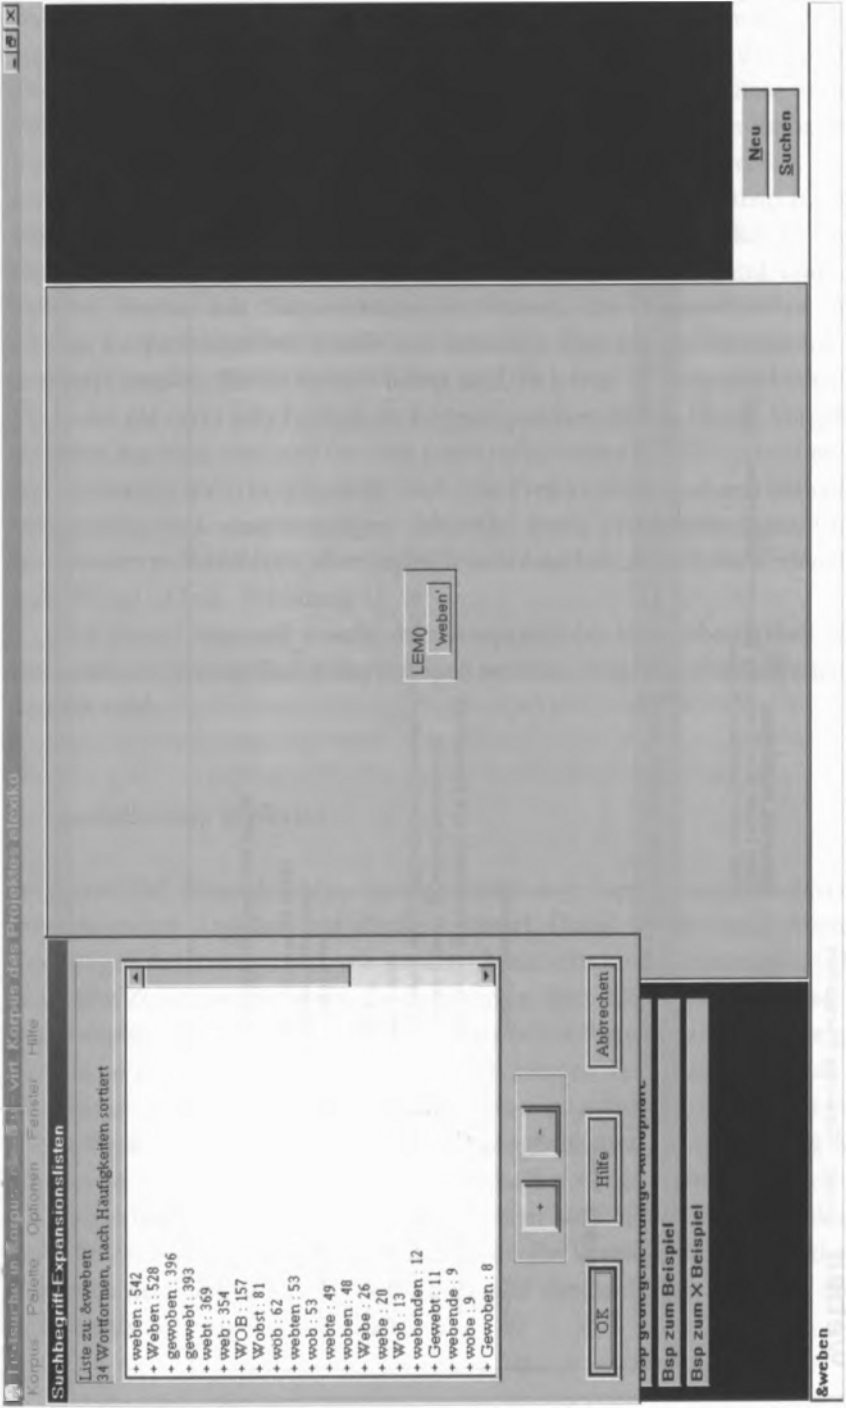 virt. Korpus des Projektes elexiko
Korpus Palette Optionen Fenster Hilfe
Suchbegriff-Expansionslisten
Liste zu: &weben
34 Wortformen, nach Häufigkeiten sortiert
+ weben : 542
+ Weben : 528
+ gewoben : 396
+ gewebt : 393
+ webt : 369
+ web : 354
+ WOB : 157
+ Wobst : 81
+ wob : 62
+ webten : 53
+ wob : 53
+ webte : 49
+ woben : 48
+ Webe : 26
+ webe : 20
+ Wob : 13
+ webenden : 12
+ Gewebt : 11
+ webende : 9
+ wobe : 9
+ Gewoben : 8
+ -
OK Hilfe Abbrechen
LEM0
'weben'
Bsp zum Beispiel
Bsp zum X Beispiel
Neu
Suchen
&weben